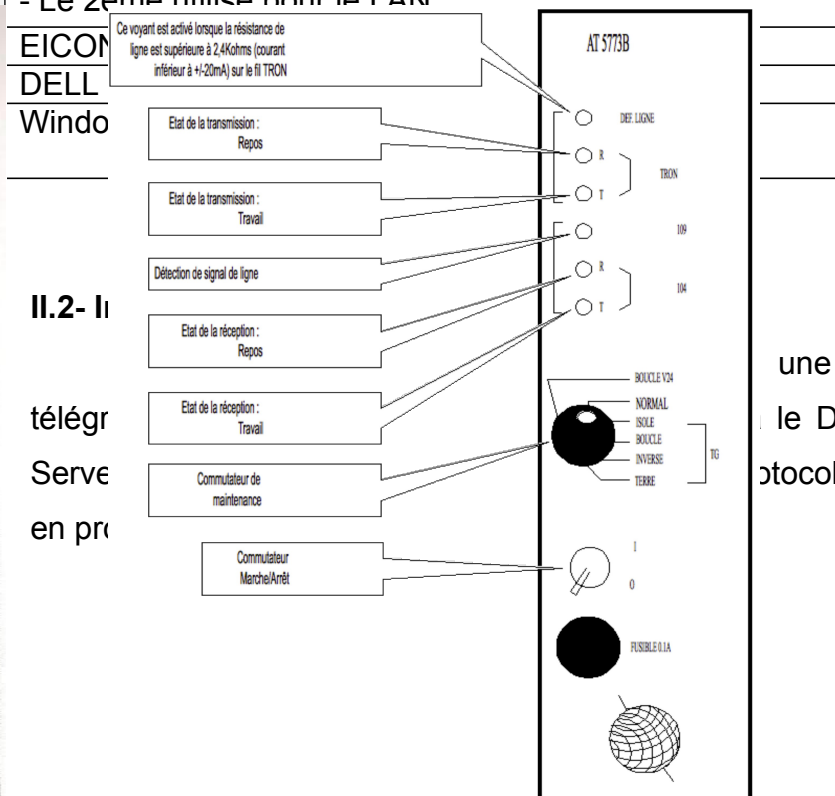 - Le 2ème utilisé pour le LAN
EICON
DELL
Windo
II.2- I
une
télégr
le D
Serve
otocol
en pro
Ce voyant est activé lorsque la résistance de
ligne est supérieure à 2,4Kohms (courant
inférieur à +/-20mA) sur le fil TRON
Etat de la transmission :
Repos
Etat de la transmission :
Travail
Détection de signal de ligne
Etat de la réception :
Repos
Etat de la réception :
Travail
Commutateur de
maintenance
Commutateur
Marche/Arrêt
AT 5773B
DEF. LIGNE
R
TRON
T
109
R
104
T
BOUCLE V24
NORMAL
ISOLE
BOUCLE
TG
INVERSE
TERRE
I
0
FUSIBLE 0.1A